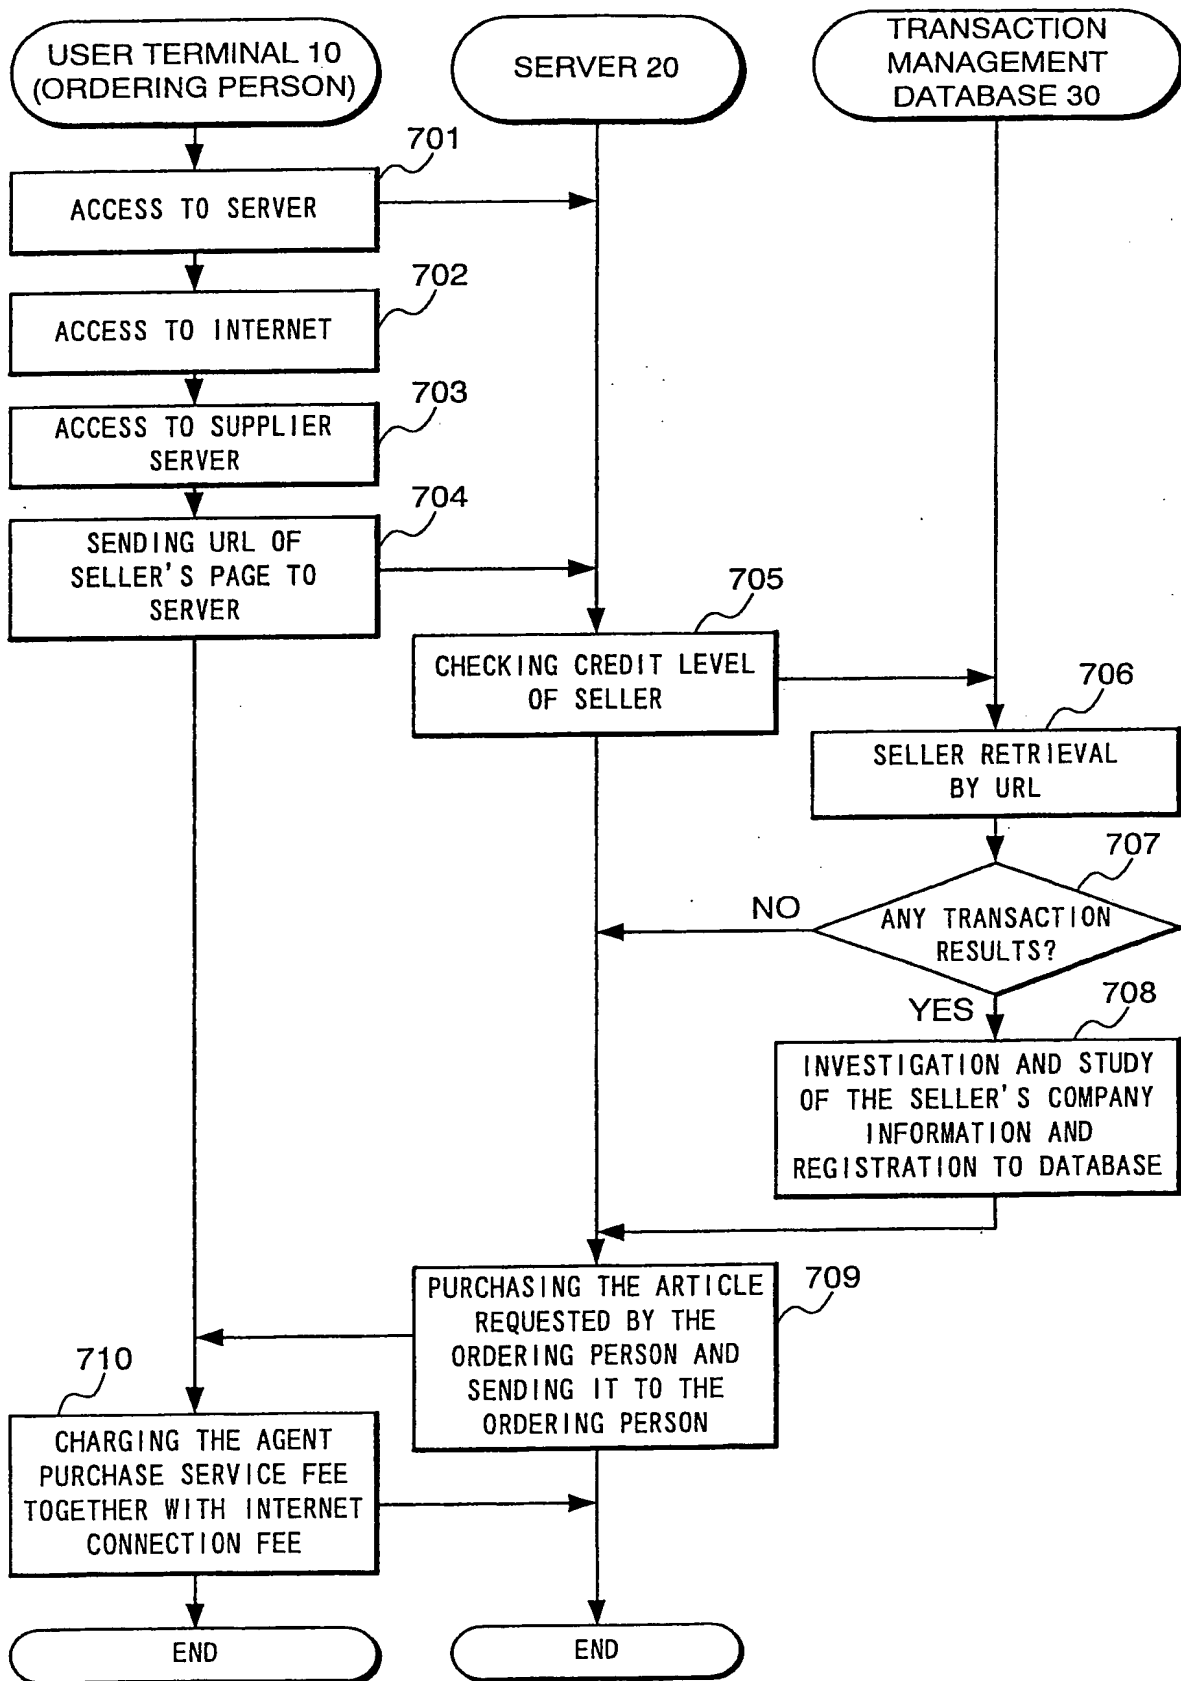 USER TERMINAL 10
(ORDERING PERSON)
SERVER 20
TRANSACTION
MANAGEMENT
DATABASE 30
701
ACCESS TO SERVER
702
ACCESS TO INTERNET
703
ACCESS TO SUPPLIER
SERVER
704
SENDING URL OF
SELLER'S PAGE TO
SERVER
705
CHECKING CREDIT LEVEL
OF SELLER
706
SELLER RETRIEVAL
BY URL
707
ANY TRANSACTION
RESULTS?
NO
YES
708
INVESTIGATION AND STUDY
OF THE SELLER'S COMPANY
INFORMATION AND
REGISTRATION TO DATABASE
709
PURCHASING THE ARTICLE
REQUESTED BY THE
ORDERING PERSON AND
SENDING IT TO THE
ORDERING PERSON
710
CHARGING THE AGENT
PURCHASE SERVICE FEE
TOGETHER WITH INTERNET
CONNECTION FEE
END
END